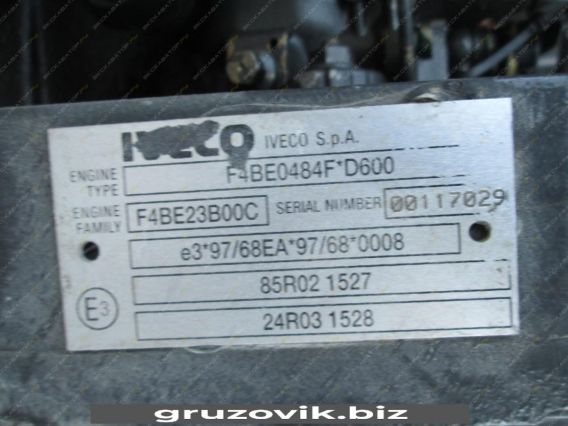 IVECO IVECO S.p.A.
ENGINE TYPE F4BE0484F*D600
ENGINE FAMILY F4BE23B00C SERIAL NUMBER 00117029
e3*97/68EA*97/68*0008
E3 85R02 1527
24R03 1528
gruzovik.biz